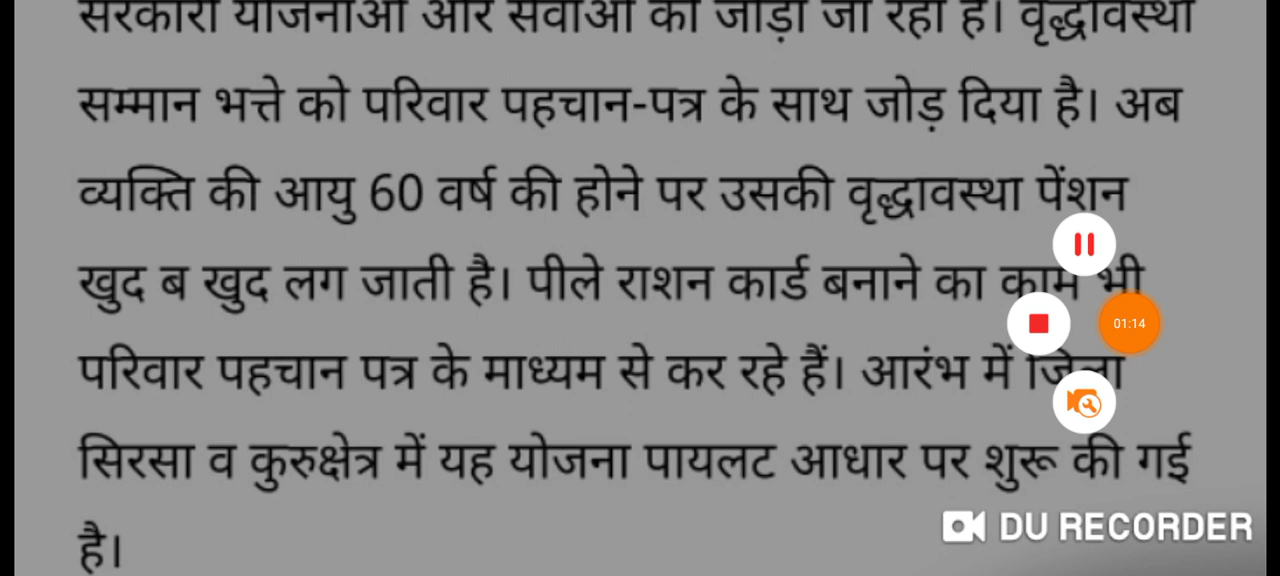 सरकारी योजनाओं और सेवाओं को जोड़ा जा रहा है। वृद्धावस्था
सम्मान भत्ते को परिवार पहचान-पत्र के साथ जोड़ दिया है। अब
व्यक्ति की आयु 60 वर्ष की होने पर उसकी वृद्धावस्था पेंशन
खुद ब खुद लग जाती है। पीले राशन कार्ड बनाने का काम भी
01:14
परिवार पहचान पत्र के माध्यम से कर रहे हैं। आरंभ में जिला
सिरसा व कुरुक्षेत्र में यह योजना पायलट आधार पर शुरू की गई
है।
DU RECORDER